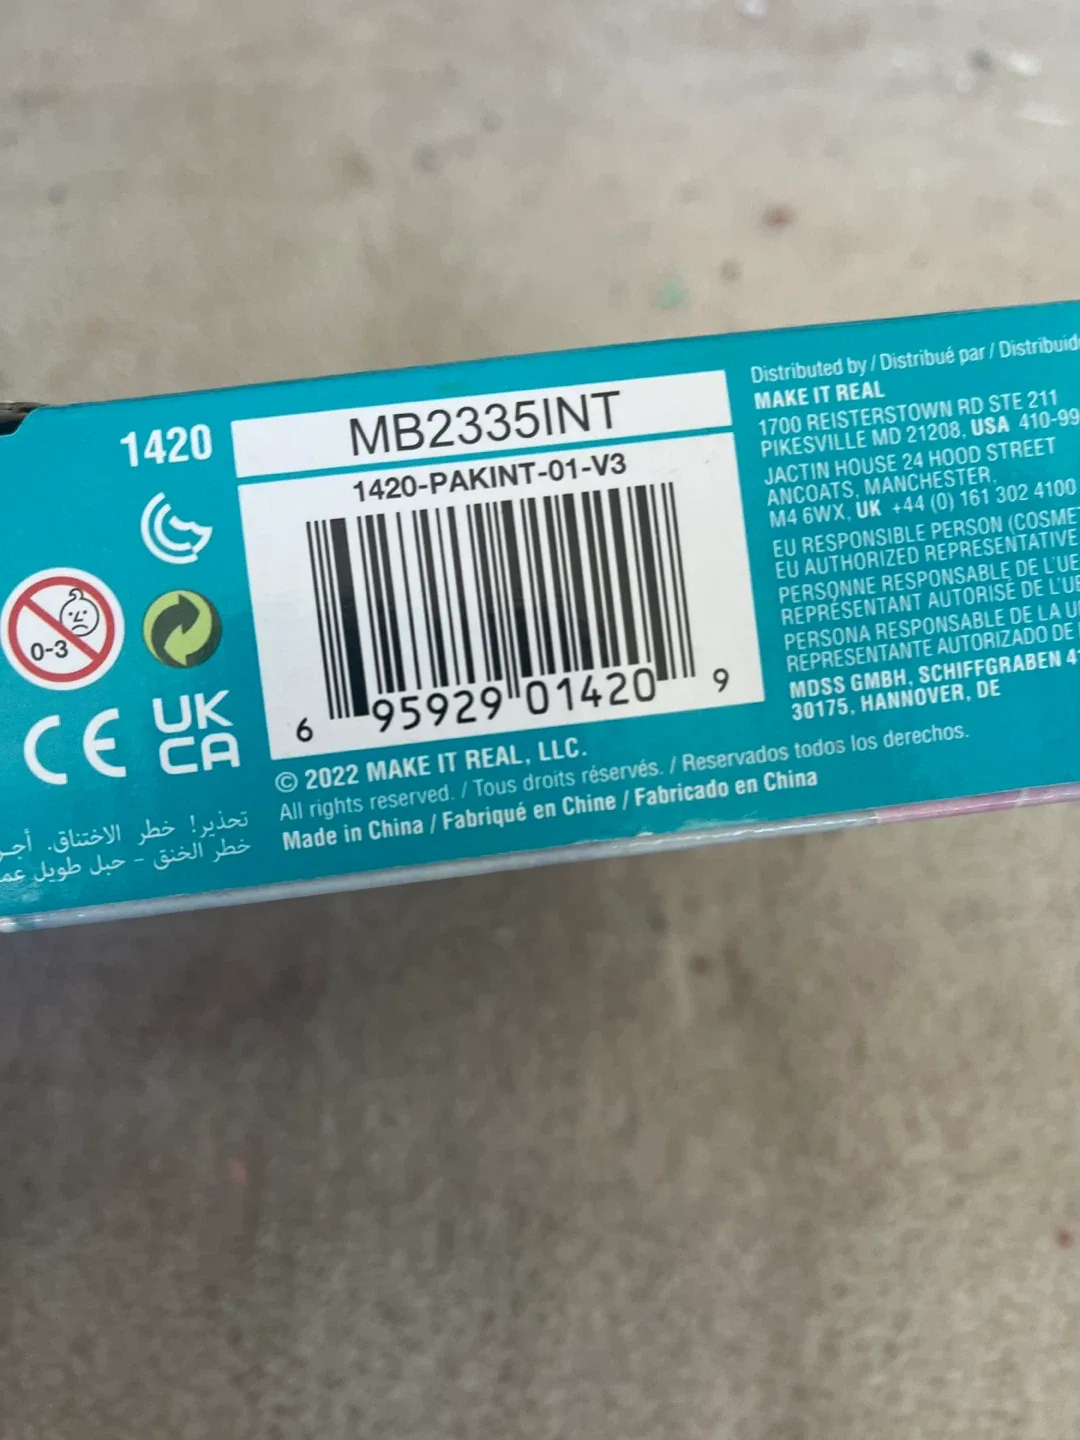 1420
MB2335INT
1420-PAKINT-01-V3
6 95929 01420 9
0-3
CE
UK
CA
© 2022 MAKE IT REAL, LLC.
All rights reserved. / Tous droits réservés. / Reservados todos los derechos.
Made in China / Fabriqué en Chine / Fabricado en China
تحذير! خطر الاختناق.
خطر الخنق - حبل طويل
Distributed by / Distribué par / Distribuido
MAKE IT REAL
1700 REISTERSTOWN RD STE 211
PIKESVILLE MD 21208, USA 410-99
JACTIN HOUSE 24 HOOD STREET
ANCOATS, MANCHESTER,
M4 6WX, UK +44 (0) 161 302 4100
EU RESPONSIBLE PERSON (COSMET
EU AUTHORIZED REPRESENTATIVE
PERSONNE RESPONSABLE DE L'UE
REPRÉSENTANT AUTORISÉ DE L'UE
PERSONA RESPONSABLE DE LA U
REPRESENTANTE AUTORIZADO DE
MDSS GMBH, SCHIFFGRABEN 41
30175, HANNOVER, DE